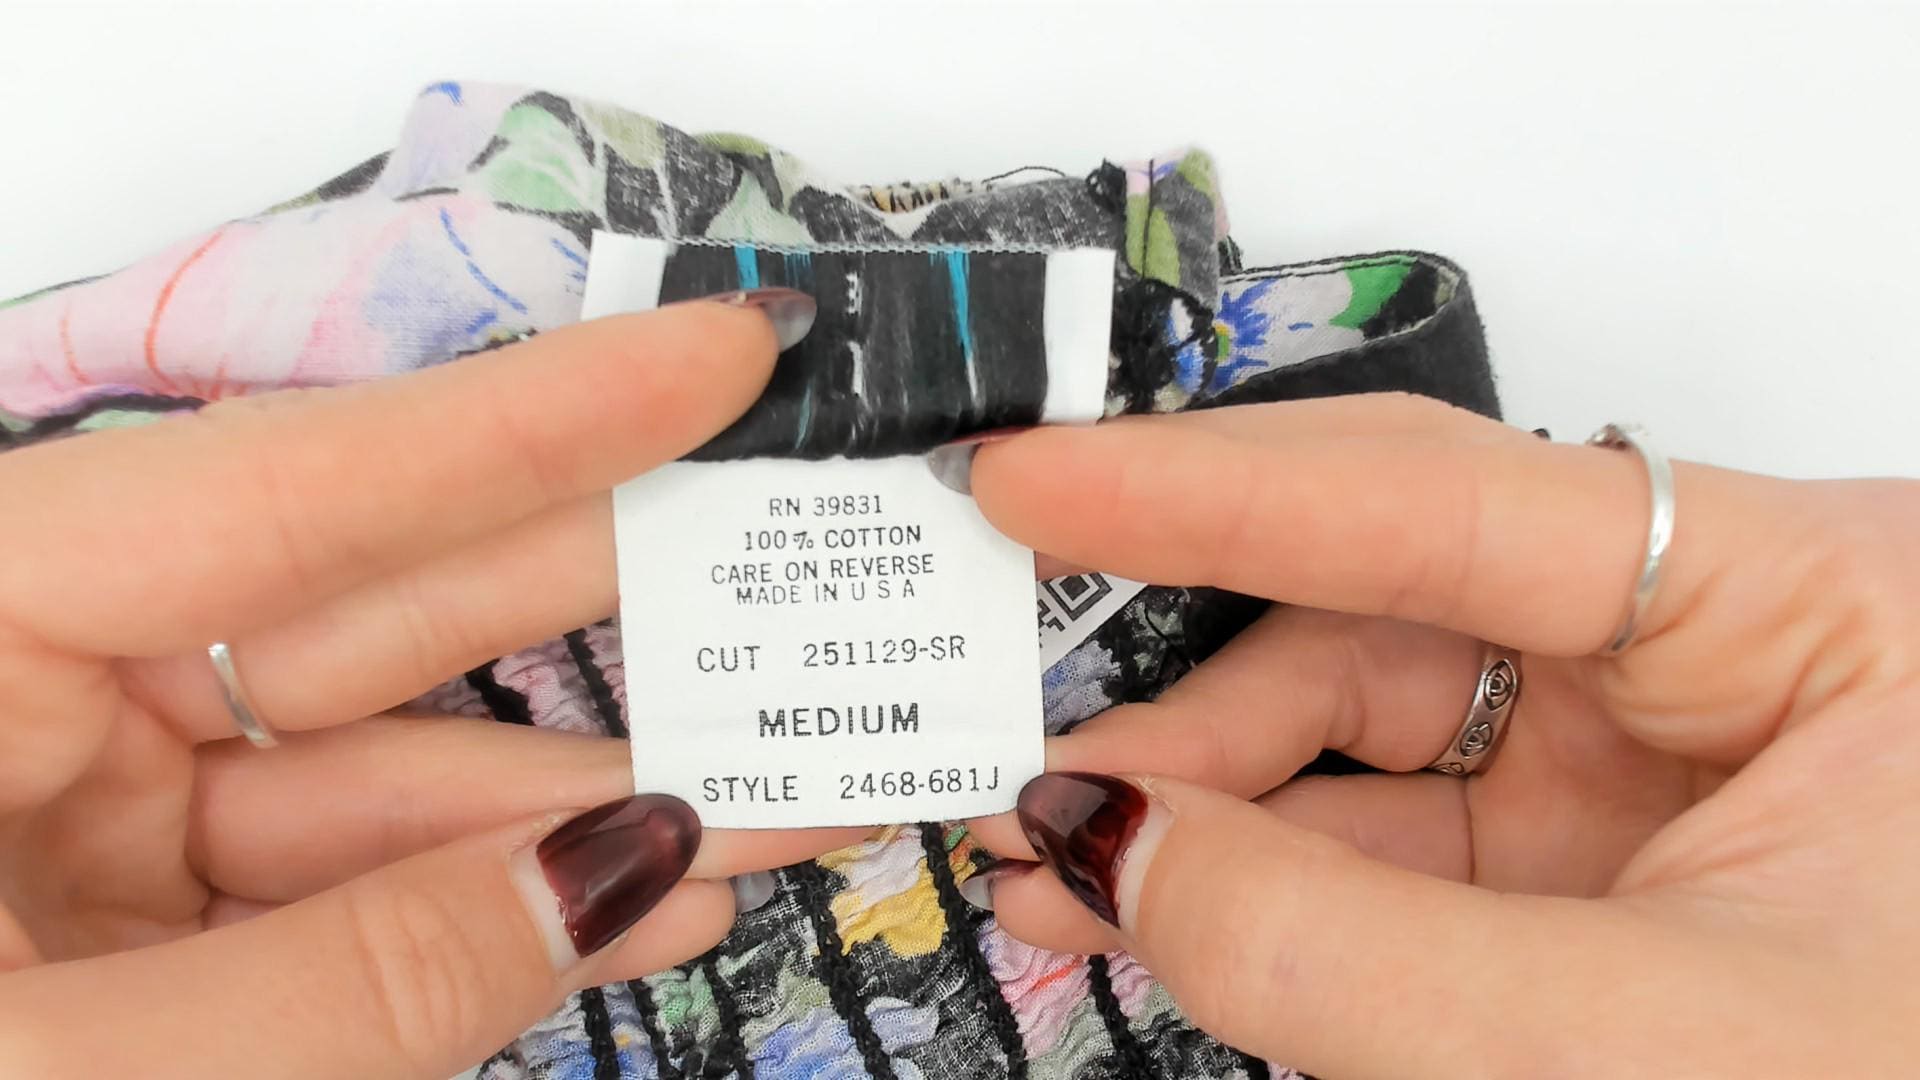 RN 39831
100% COTTON
CARE ON REVERSE
MADE IN U S A
CUT 251129-SR
MEDIUM
STYLE 2468-681J